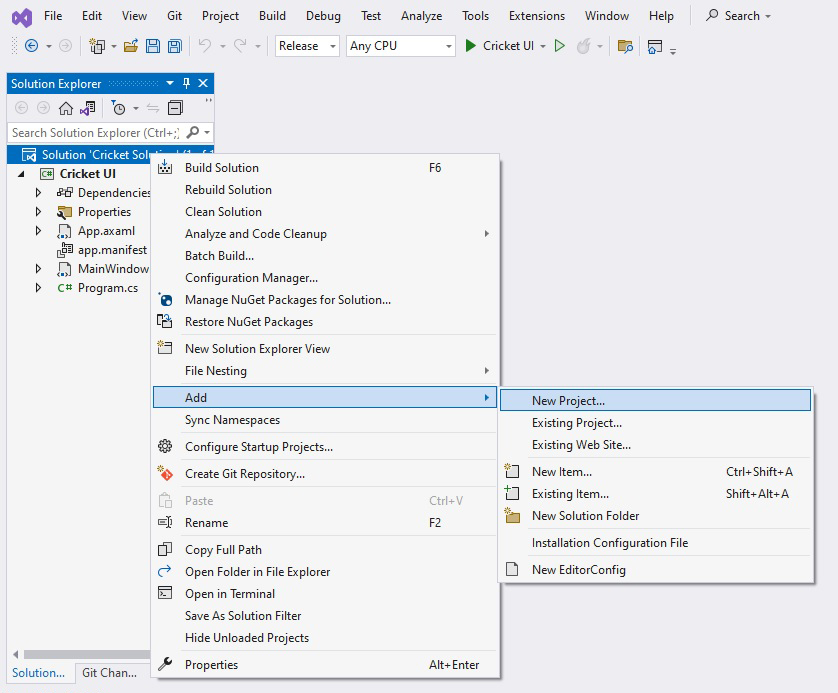 File Edit View Git Project Build Debug Test Analyze Tools Extensions Window Help Search
Release Any CPU Cricket UI
Solution Explorer
Search Solution Explorer (Ctrl+;)
Solution 'Cricket
Cricket UI
Dependencies
Properties
App.axaml
app.manifest
MainWindow
C# Program.cs
Build Solution F6
Rebuild Solution
Clean Solution
Analyze and Code Cleanup
Batch Build...
Configuration Manager...
Manage NuGet Packages for Solution...
Restore NuGet Packages
New Solution Explorer View
File Nesting
Add
Sync Namespaces
Configure Startup Projects...
Create Git Repository...
Paste Ctrl+V
Rename F2
Copy Full Path
Open Folder in File Explorer
Open in Terminal
Save As Solution Filter
Hide Unloaded Projects
Properties Alt+Enter
New Project...
Existing Project...
Existing Web Site...
New Item... Ctrl+Shift+A
Existing Item... Shift+Alt+A
New Solution Folder
Installation Configuration File
New EditorConfig
Solution... Git Chan...